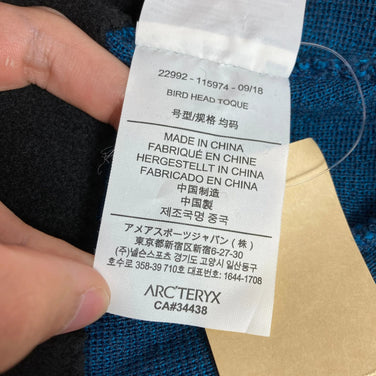 22992 - 115974 - 09/18
BIRD HEAD TOQUE
号型/规格 均码
MADE IN CHINA
FABRIQUÉ EN CHINE
HERGESTELLT IN CHINA
FABRICADO EN CHINA
中国制造
中国製
제조국명 중국
アメアスポーツジャパン(株)
東京都新宿区新宿6-27-30
(주)넬슨스포츠 경기도 고양시 일산동구
호수로 358-39 710호 대표번호: 1644-1708
ARC'TERYX
CA#34438